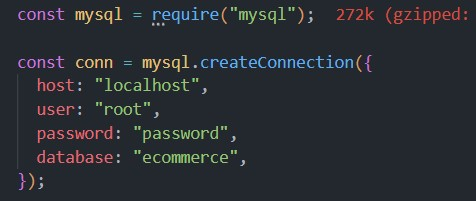 const mysql = require("mysql");  272k (gzipped:
const conn = mysql.createConnection({
  host: "localhost",
  user: "root",
  password: "password",
  database: "ecommerce",
});